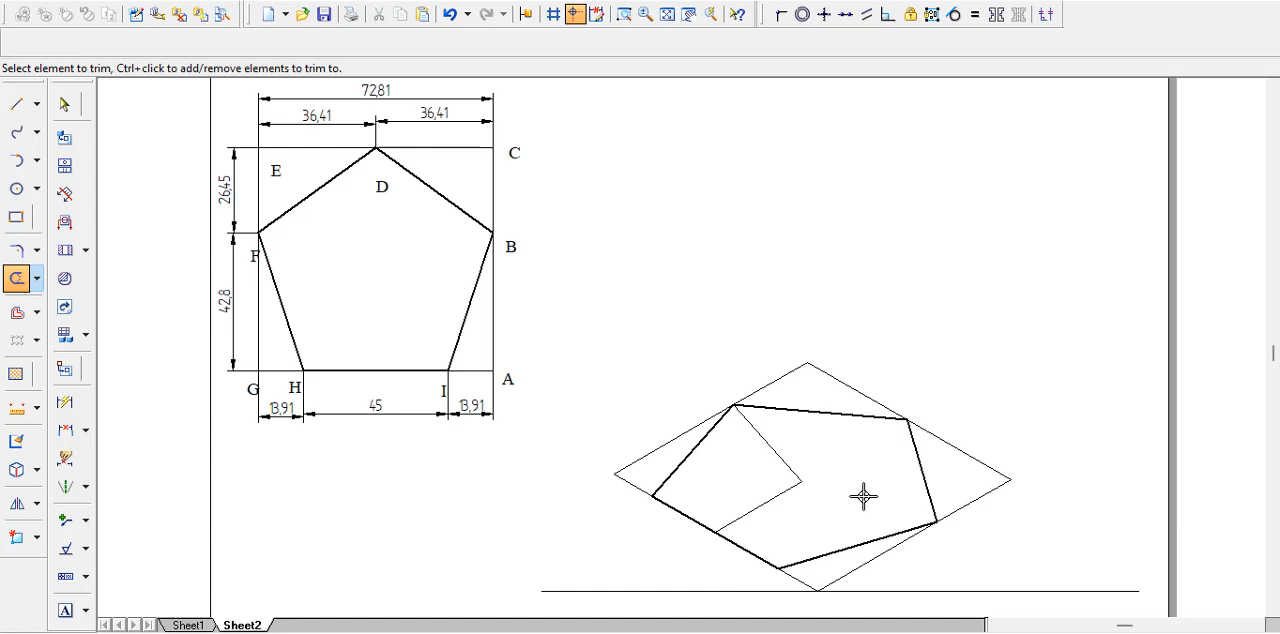 Select element to trim, Ctrl+click to add/remove elements to trim to.
72,81
36,41
36,41
C
E
D
26,45
F
B
42,8
G
H
I
A
13,91
45
13,91
A
Sheet1
Sheet2